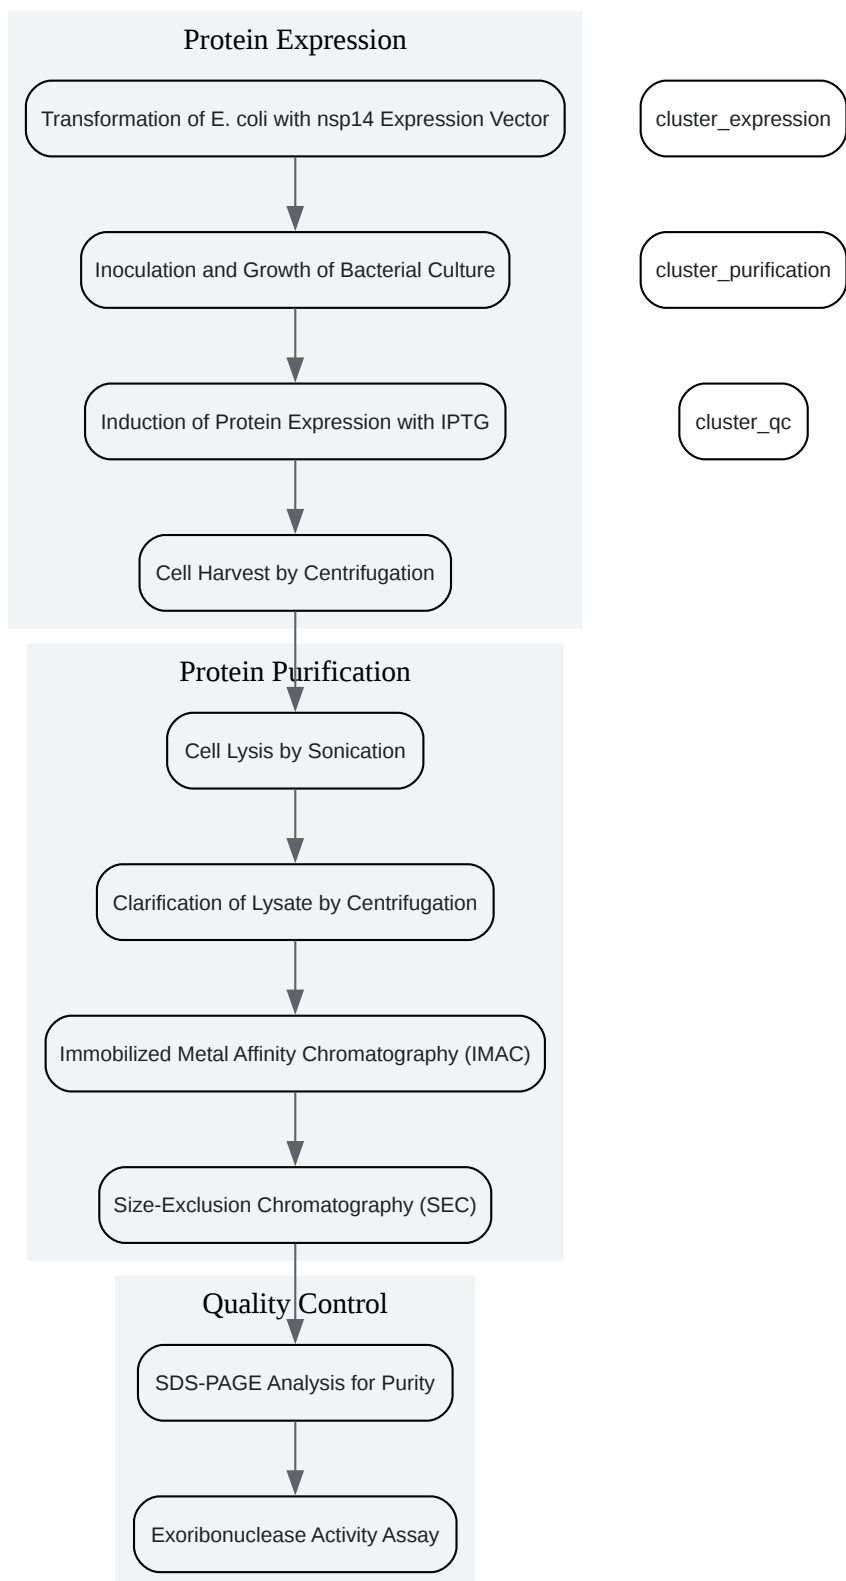 Protein Expression
Transformation of E. coli with nsp14 Expression Vector
cluster_expression
Inoculation and Growth of Bacterial Culture
cluster_purification
Induction of Protein Expression with IPTG
cluster_qc
Cell Harvest by Centrifugation
Protein Purification
Cell Lysis by Sonication
Clarification of Lysate by Centrifugation
Immobilized Metal Affinity Chromatography (IMAC)
Size-Exclusion Chromatography (SEC)
Quality Control
SDS-PAGE Analysis for Purity
Exoribonuclease Activity Assay